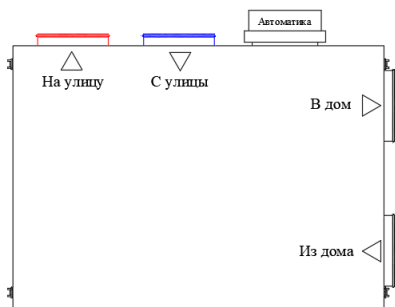 Автоматика
На улицу
С улицы
В дом
Из дома